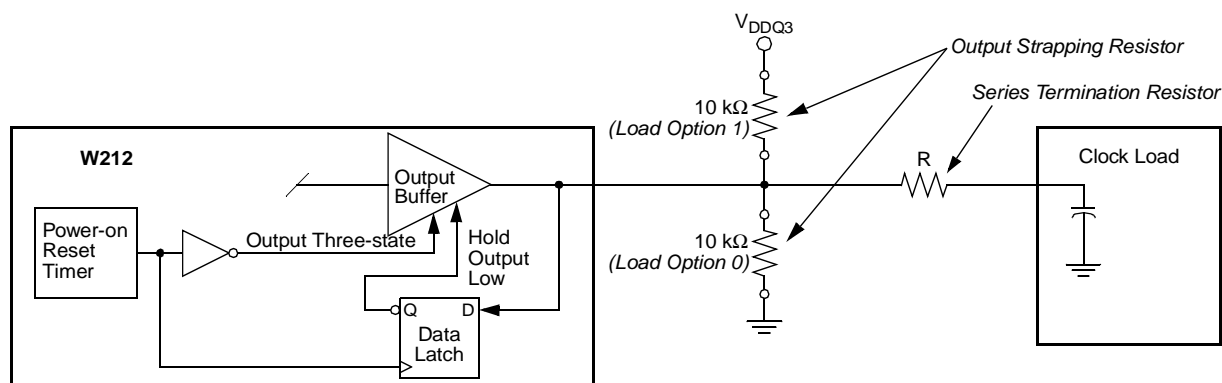 VDDQ3
Output Strapping Resistor
Series Termination Resistor
10 kΩ
(Load Option 1)
W212
Clock Load
Output
Buffer
R
Power-on
Reset
Timer
Output Three-state
Hold
Output
Low
10 kΩ
(Load Option 0)
Q
D
Data
Latch